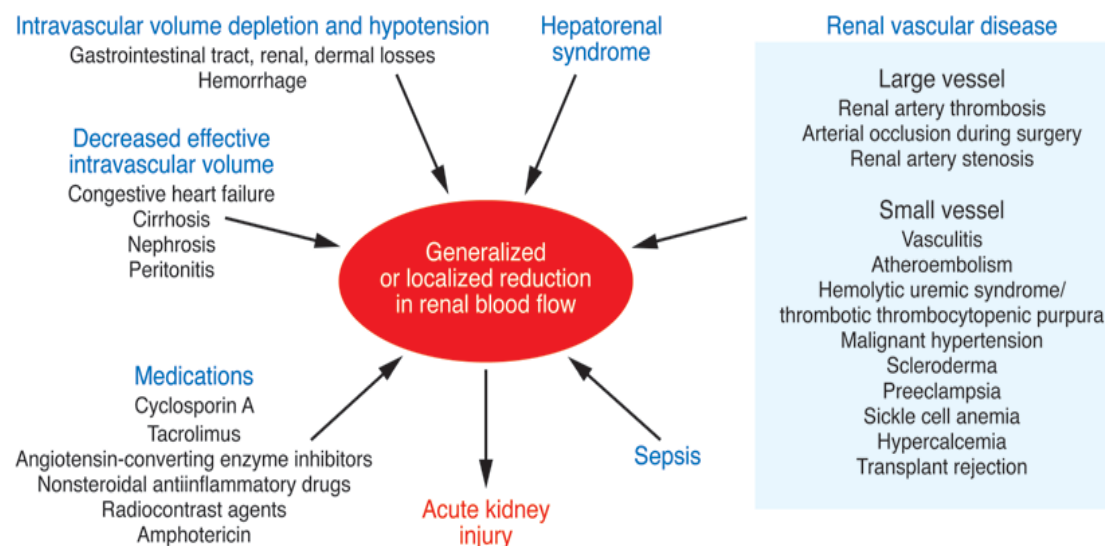 Intravascular volume depletion and hypotension
Gastrointestinal tract, renal, dermal losses
Hemorrhage
Hepatorenal
syndrome
Renal vascular disease
Large vessel
Renal artery thrombosis
Arterial occlusion during surgery
Renal artery stenosis
Small vessel
Vasculitis
Atheroembolism
Hemolytic uremic syndrome/
thrombotic thrombocytopenic purpura
Malignant hypertension
Scleroderma
Preeclampsia
Sickle cell anemia
Hypercalcemia
Transplant rejection
Decreased effective
intravascular volume
Congestive heart failure
Cirrhosis
Nephrosis
Peritonitis
Generalized
or localized reduction
in renal blood flow
Medications
Cyclosporin A
Tacrolimus
Angiotensin-converting enzyme inhibitors
Nonsteroidal antiinflammatory drugs
Radiocontrast agents
Amphotericin
Acute kidney
injury
Sepsis